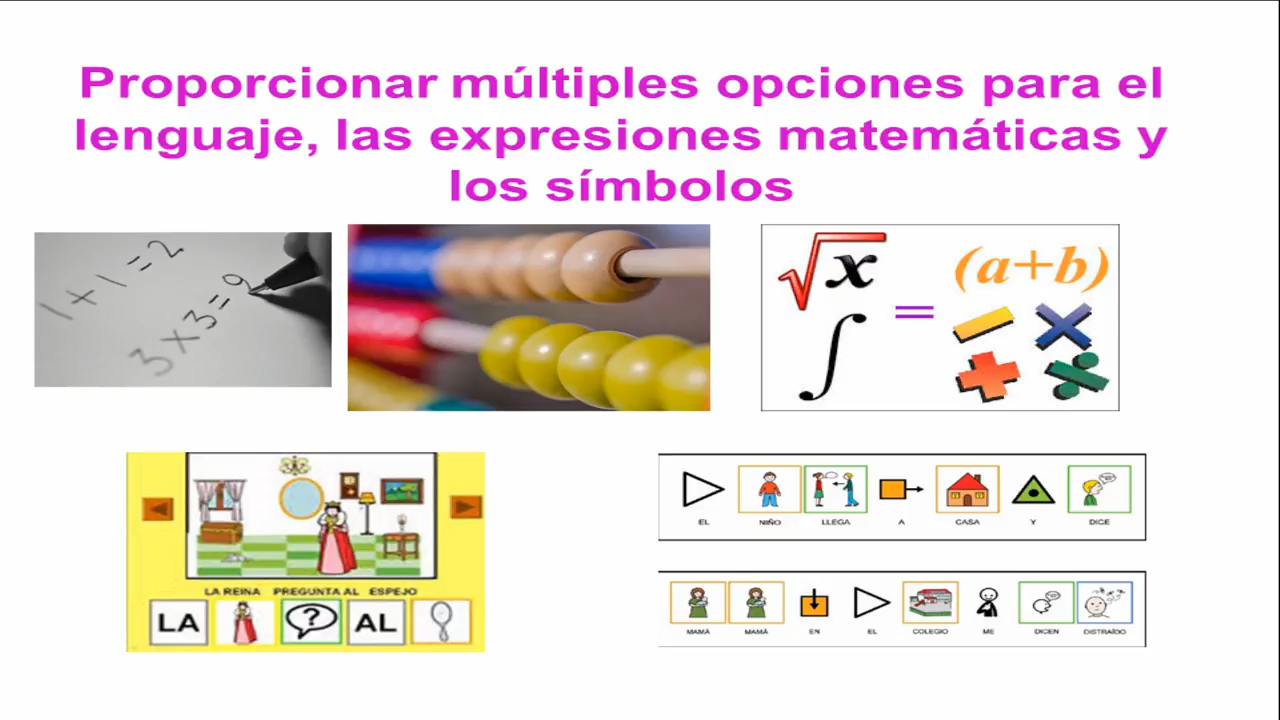 Proporcionar múltiples opciones para el
lenguaje, las expresiones matemáticas y
los símbolos
1+1=2
3x3=9
√x
(a+b)
∫
=
− ×
+ ÷
LA REINA PREGUNTA AL ESPEJO
LA ? AL
EL NIÑO LLEGA A CASA Y DICE
MAMÁ MAMÁ EN EL COLEGIO ME DICEN DISTRAÍDO